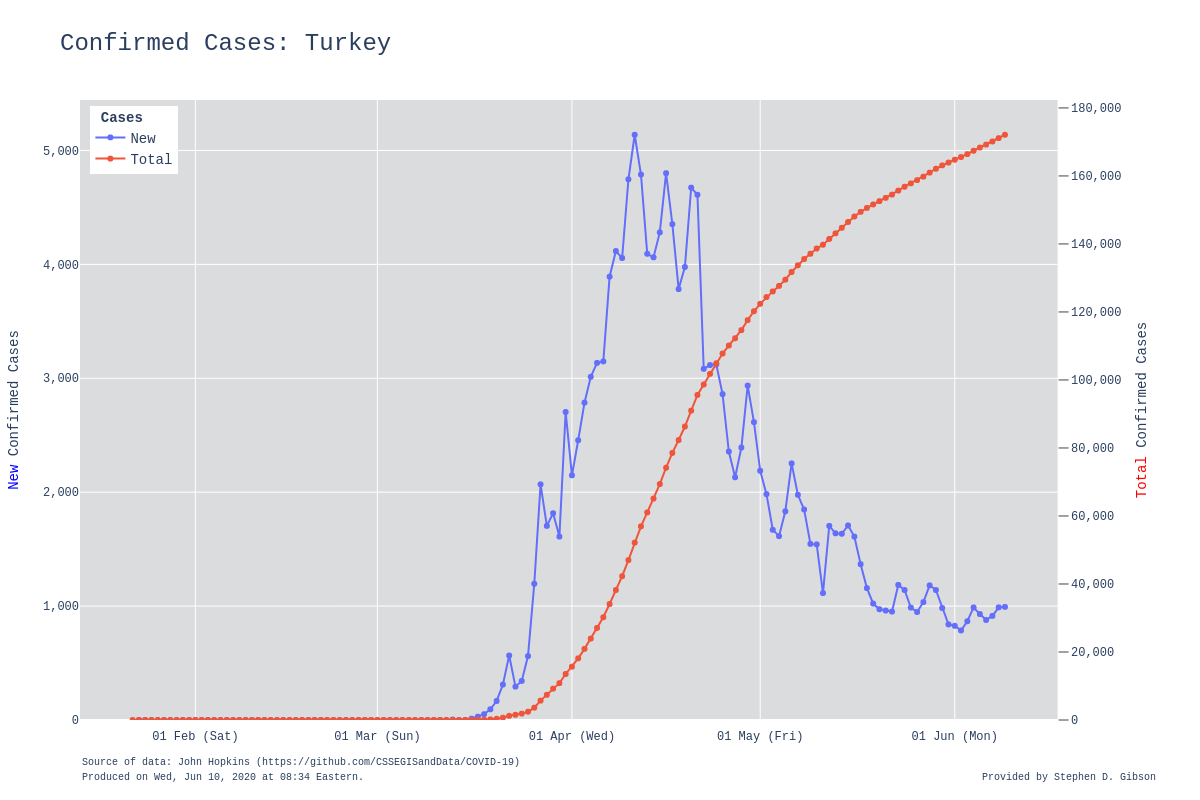 Confirmed Cases: Turkey
Cases
New
Total
5,000
4,000
3,000
2,000
1,000
0
New Confirmed Cases
180,000
160,000
140,000
120,000
100,000
80,000
60,000
40,000
20,000
0
Total Confirmed Cases
01 Feb (Sat)
01 Mar (Sun)
01 Apr (Wed)
01 May (Fri)
01 Jun (Mon)
Source of data: John Hopkins (https://github.com/CSSEGISandData/COVID-19)
Produced on Wed, Jun 10, 2020 at 08:34 Eastern.
Provided by Stephen D. Gibson